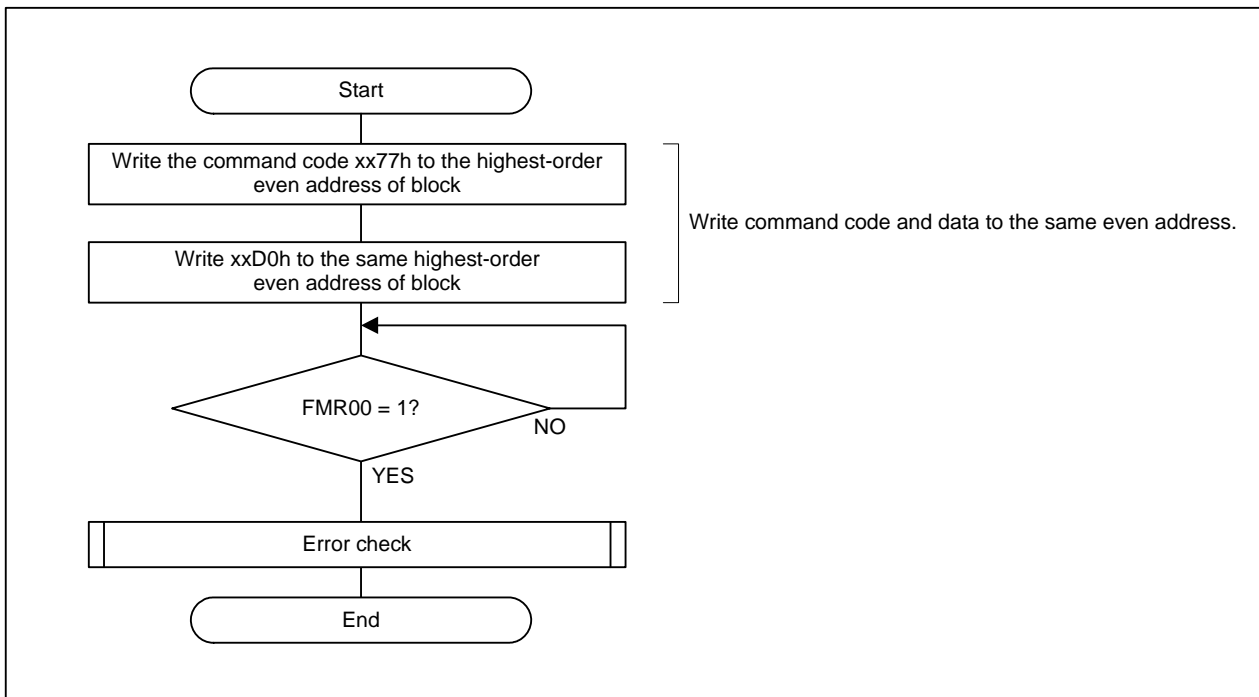 Start
Write the command code xx77h to the highest-order
even address of block
Write xxD0h to the same highest-order
even address of block
Write command code and data to the same even address.
FMR00 = 1?
NO
YES
Error check
End